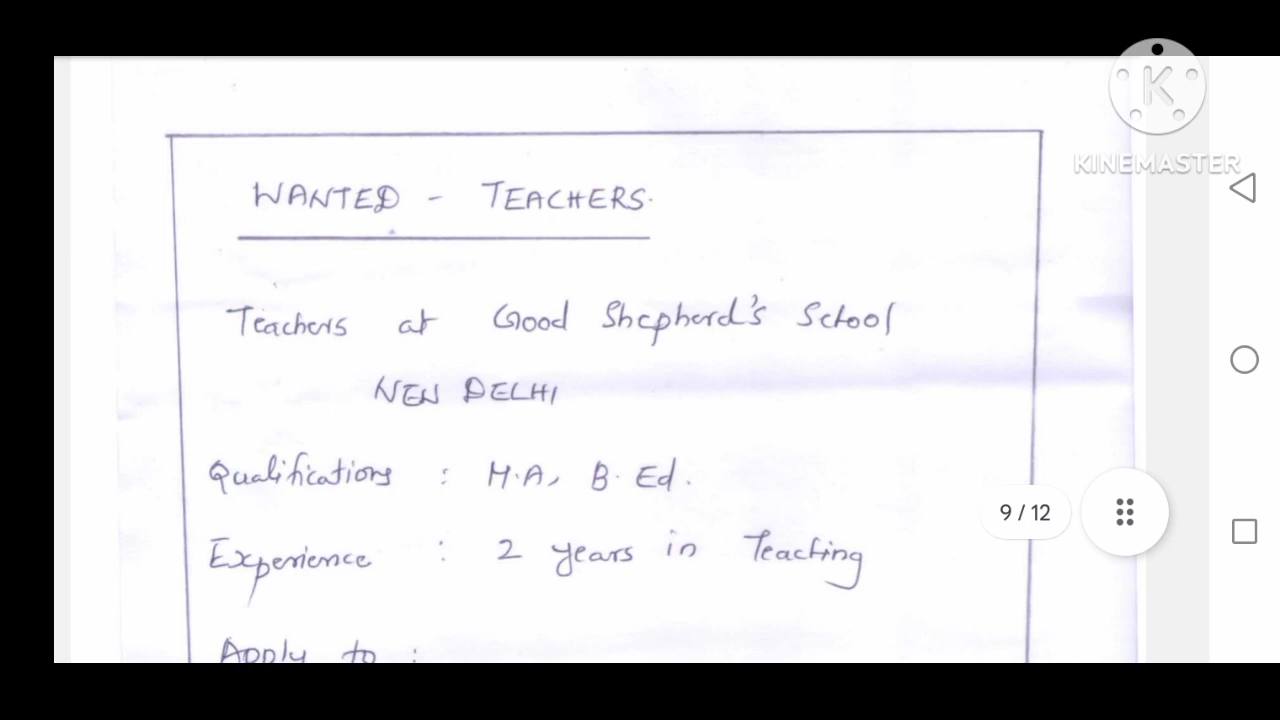 KINEMASTER
WANTED - TEACHERS.
Teachers at Good Shepherd's School
NEW DELHI
Qualifications : M.A, B. Ed.
Experience : 2 years in Teaching
9 / 12
Apply to :